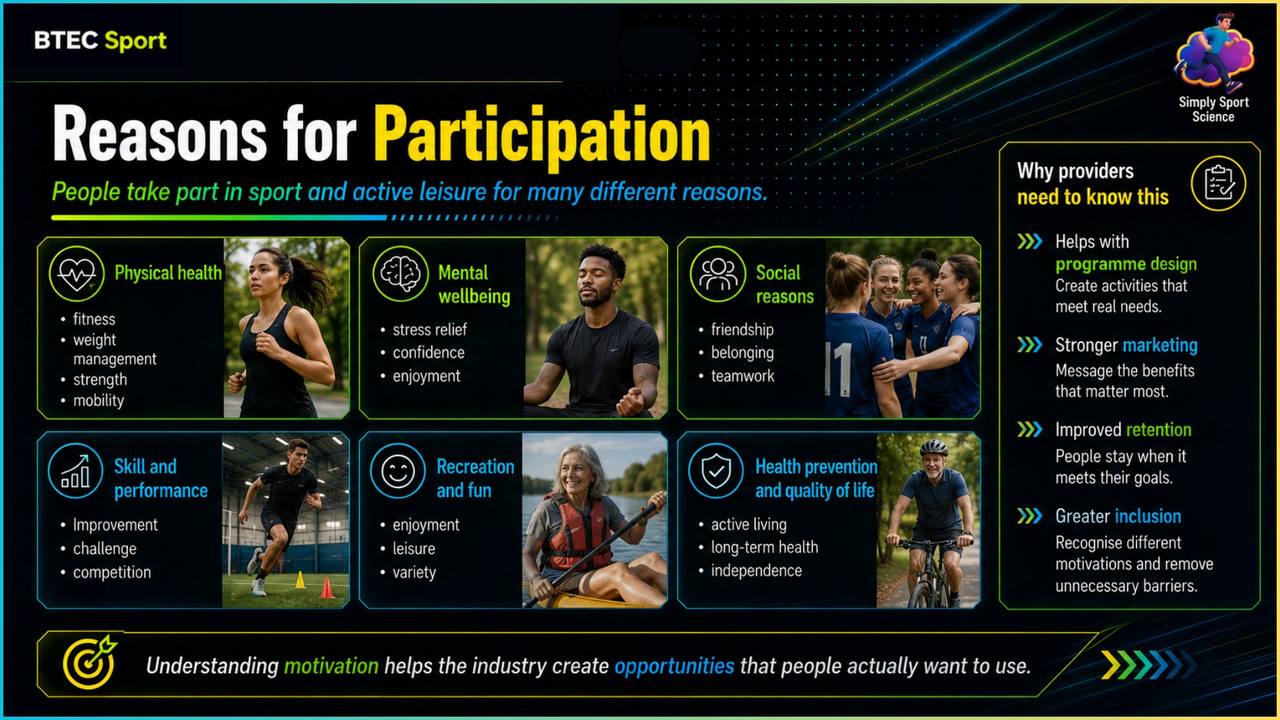 BTEC Sport
Simply Sport
Science
Reasons for Participation
People take part in sport and active leisure for many different reasons.
Physical health
• fitness
• weight
management
• strength
• mobility
Mental
wellbeing
• stress relief
• confidence
• enjoyment
Social
reasons
• friendship
• belonging
• teamwork
11
Skill and
performance
• Improvement
• challenge
• competition
Recreation
and fun
• enjoyment
• leisure
• variety
Health prevention
and quality of life
• active living
• long-term health
• independence
Why providers
need to know this
Helps with
programme design
Create activities that
meet real needs.
Stronger marketing
Message the benefits
that matter most.
Improved retention
People stay when it
meets their goals.
Greater inclusion
Recognise different
motivations and remove
unnecessary barriers.
Understanding motivation helps the industry create opportunities that people actually want to use.